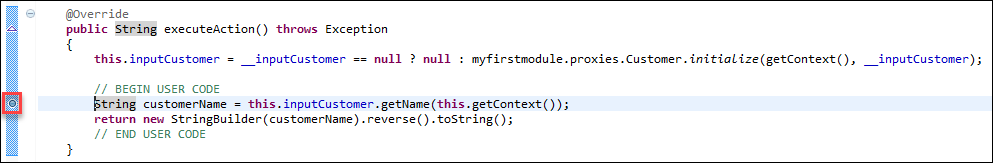 @Override
public String executeAction() throws Exception
{
this.inputCustomer = __inputCustomer == null ? null : myfirstmodule.proxies.Customer.initialize(getContext(), __inputCustomer);
// BEGIN USER CODE
String customerName = this.inputCustomer.getName(this.getContext());
return new StringBuilder(customerName).reverse().toString();
// END USER CODE
}